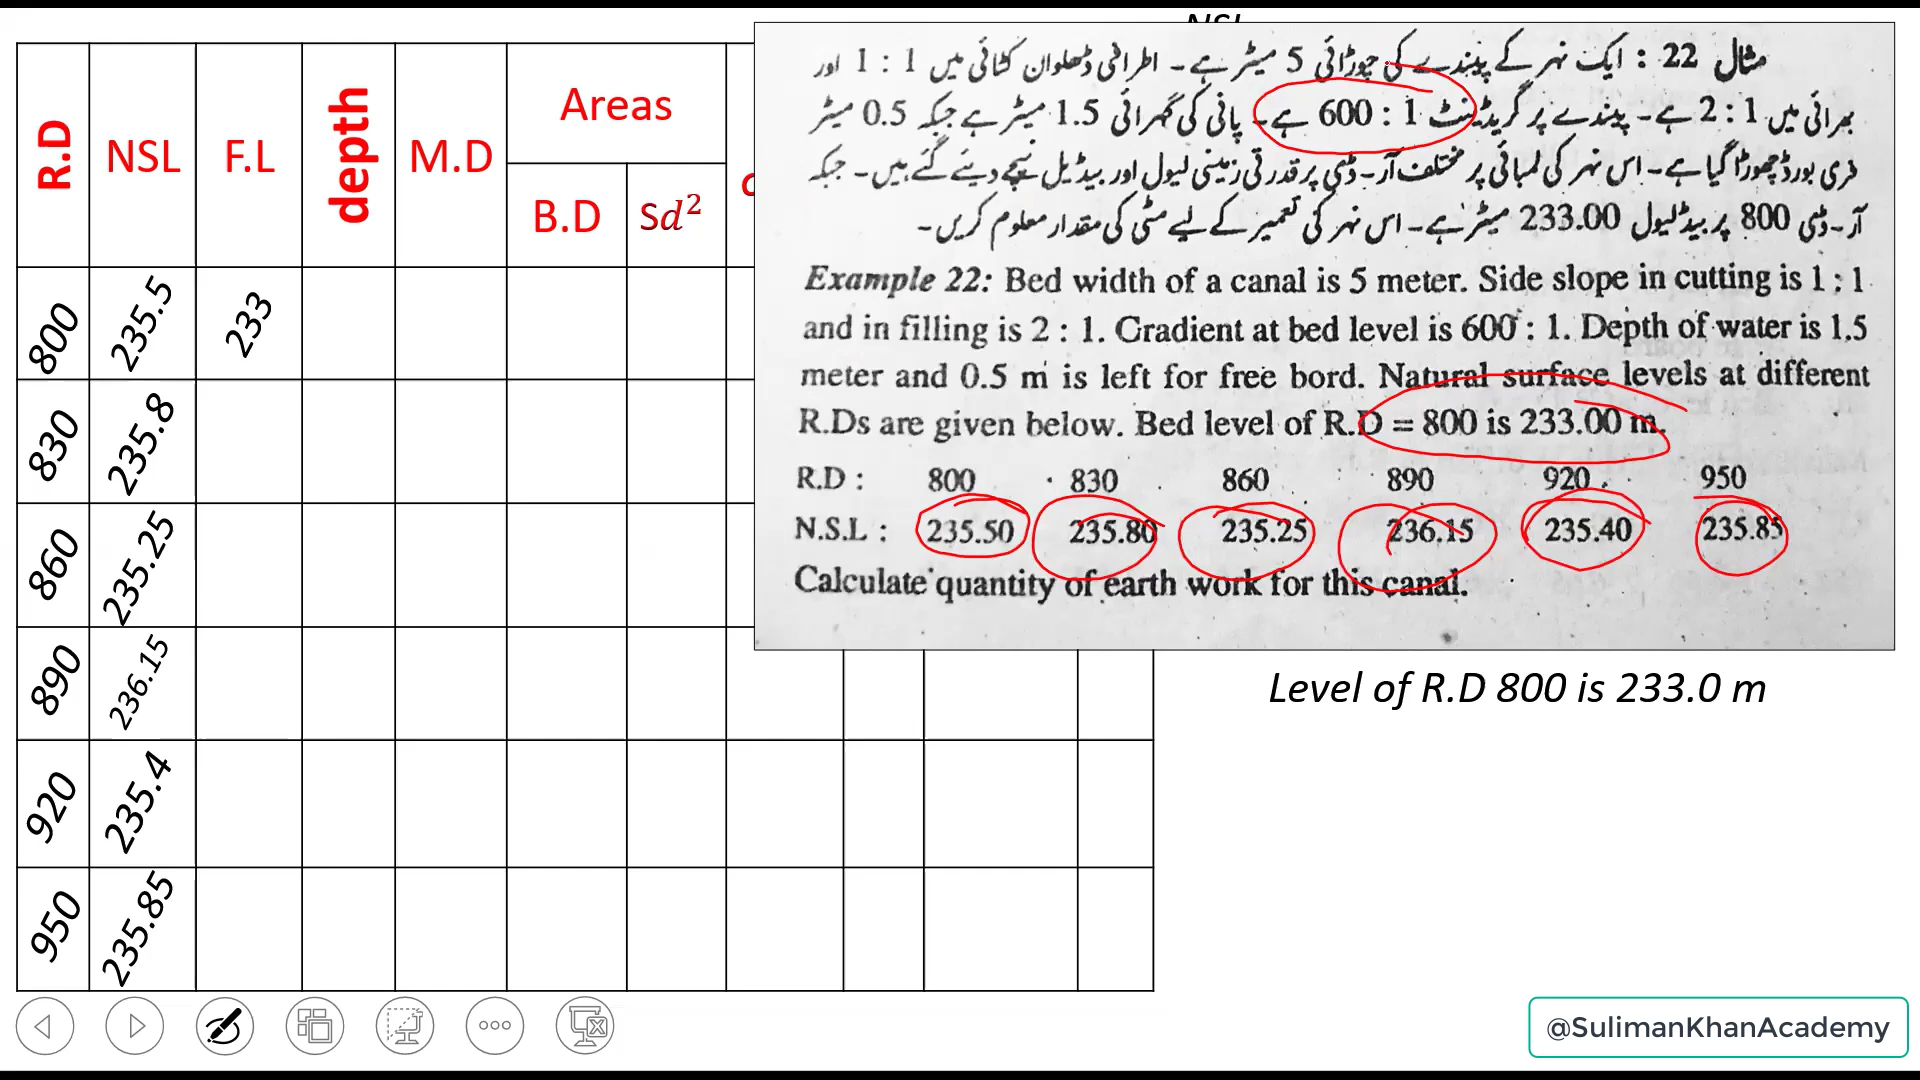 R.D
NSL
F.L
depth
M.D
Areas
B.D
Sd²
800
235.5
233
830
235.8
860
235.25
890
236.15
920
235.4
950
235.85
مثال 22 : ایک نہر کے پیندے کی چوڑائی 5 میٹر ہے۔ اطرافی ڈھلوان کٹائی میں 1 : 1 اور
بھرائی میں 1 : 2 ہے۔ پیندے پر گریڈینٹ 1 : 600 ہے۔ پانی کی گہرائی 1.5 میٹر ہے جبکہ 0.5 میٹر
فری بورڈ چھوڑا گیا ہے۔ اس نہر کی لمبائی پر مختلف آر۔ڈی پر قدرتی زمینی لیول اور بیڈ لیول نیچے دیئے گئے ہیں۔ جبکہ
آر۔ڈی 800 پر بیڈ لیول 233.00 میٹر ہے۔ اس نہر کی تعمیر کے لیے مٹی کی مقدار معلوم کریں۔
Example 22: Bed width of a canal is 5 meter. Side slope in cutting is 1 : 1
and in filling is 2 : 1. Gradient at bed level is 600 : 1. Depth of water is 1.5
meter and 0.5 m is left for free bord. Natural surface levels at different
R.Ds are given below. Bed level of R.D = 800 is 233.00 m.
R.D : 800 830 860 890 920 950
N.S.L : 235.50 235.80 235.25 236.15 235.40 235.85
Calculate quantity of earth work for this canal.
Level of R.D 800 is 233.0 m
@SulimanKhanAcademy